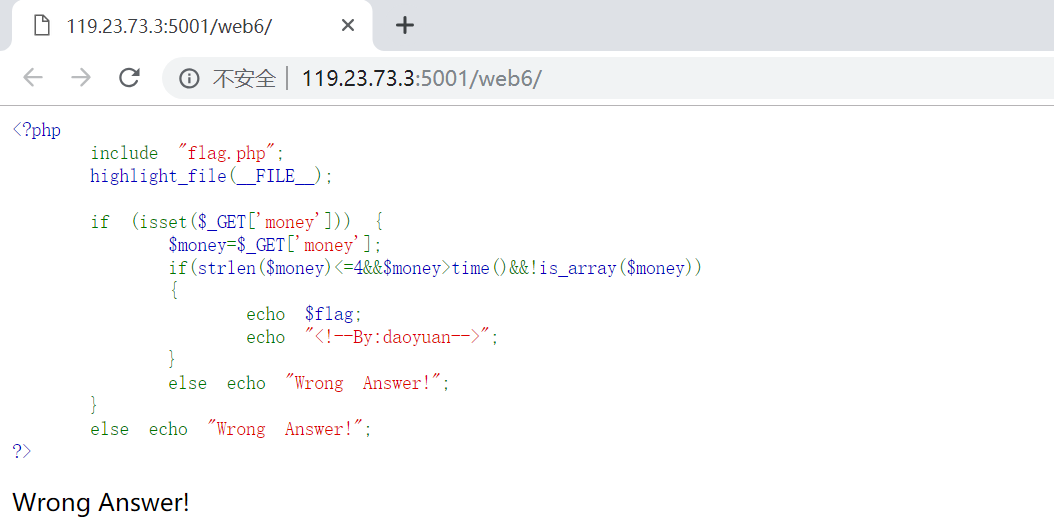 119.23.73.3:5001/web6/
不安全 119.23.73.3:5001/web6/
<?php
include "flag.php";
highlight_file(__FILE__);
if (isset($_GET['money'])) {
$money=$_GET['money'];
if(strlen($money)<=4&&$money>time()&&!is_array($money))
{
echo $flag;
echo "<!--By:daoyuan-->";
}
else echo "Wrong Answer!";
}
else echo "Wrong Answer!";
?>
Wrong Answer!